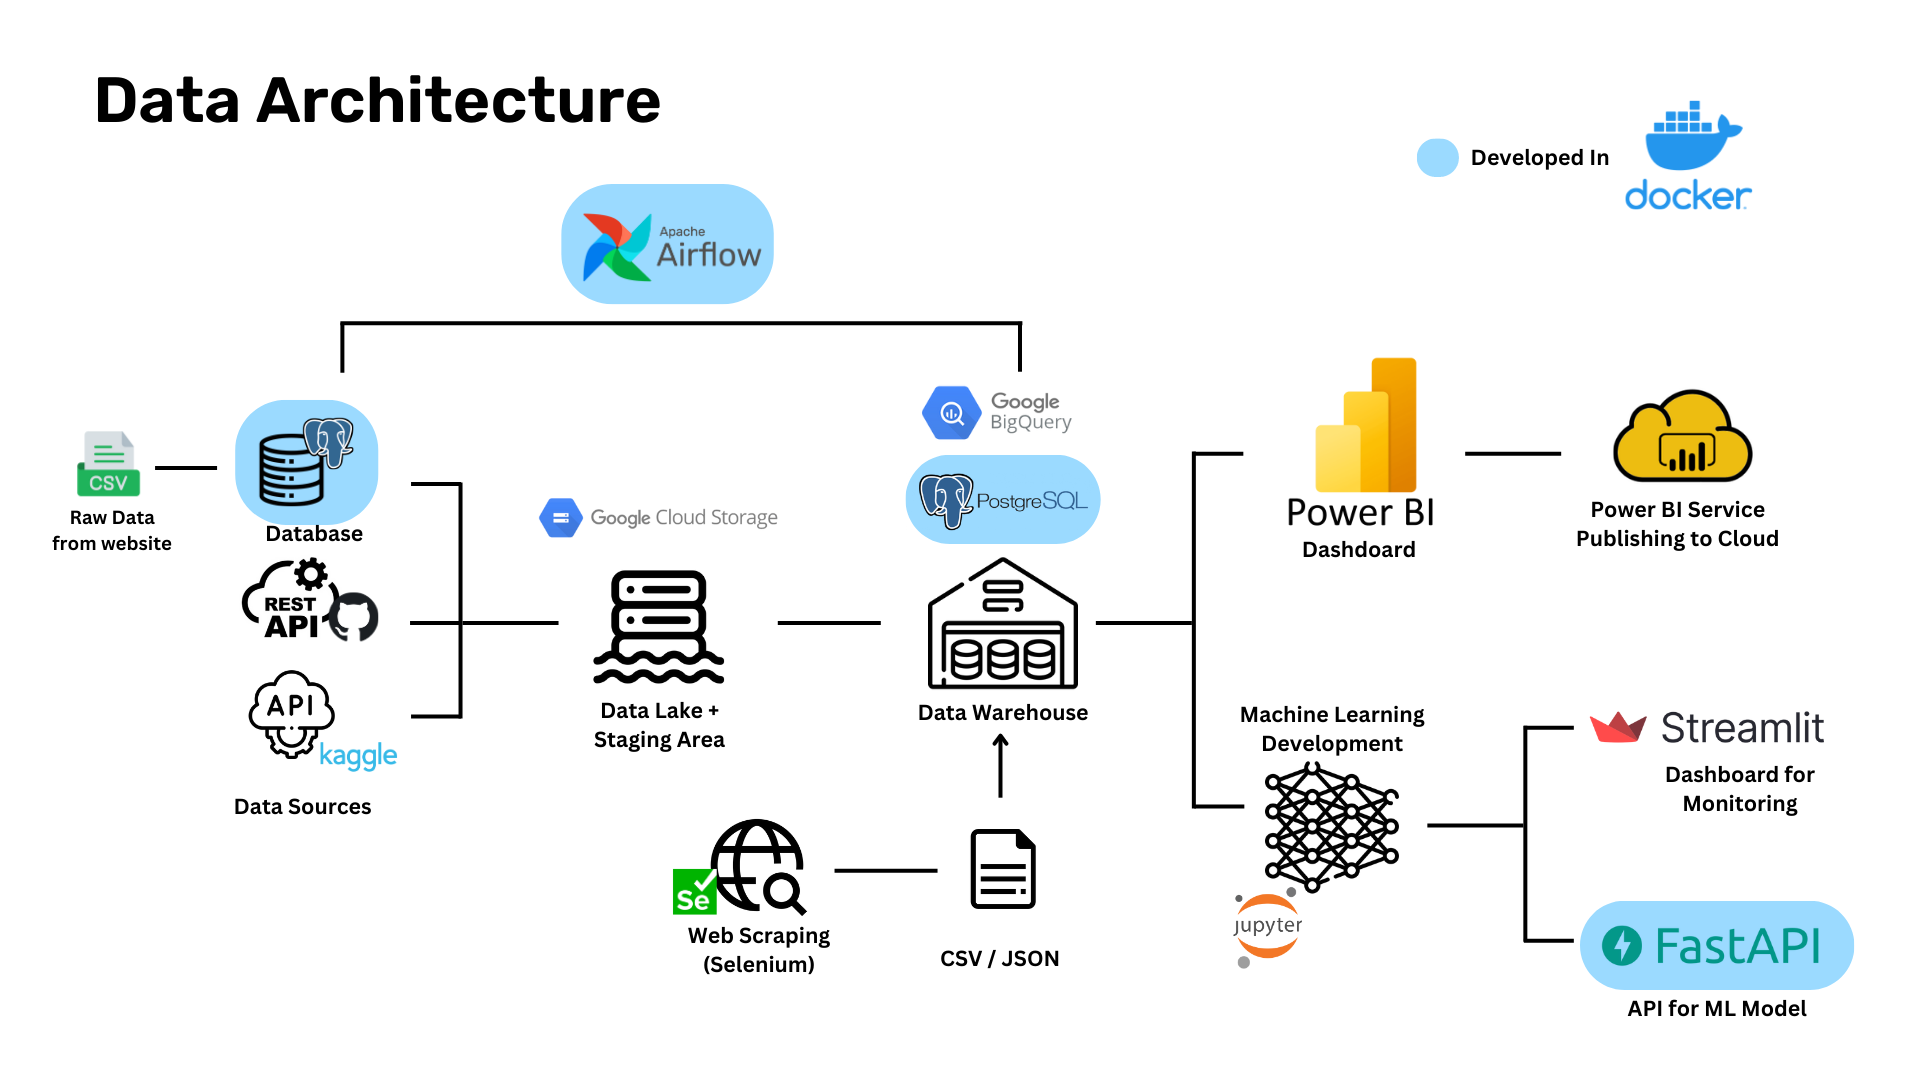 Data Architecture
Developed In
docker
Apache
Airflow
CSV
Raw Data
from website
Database
REST
API
API
kaggle
Data Sources
Google Cloud Storage
Data Lake +
Staging Area
Google
BigQuery
PostgreSQL
Data Warehouse
Se
Web Scraping
(Selenium)
CSV / JSON
Power BI
Dashdoard
Power BI Service
Publishing to Cloud
Machine Learning
Development
jupyter
Streamlit
Dashboard for
Monitoring
FastAPI
API for ML Model